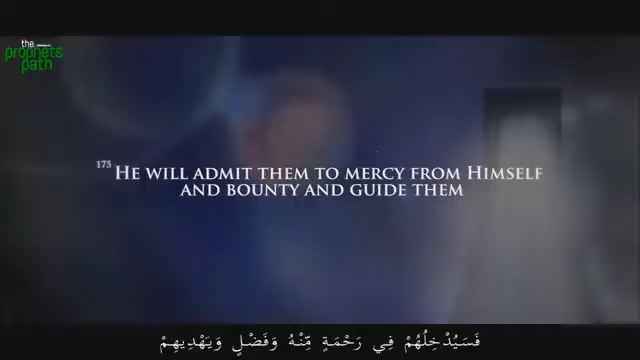 the
prophets
path
175 HE WILL ADMIT THEM TO MERCY FROM HIMSELF
AND BOUNTY AND GUIDE THEM
فَسَيُدْخِلُهُمْ فِي رَحْمَةٍ مِّنْهُ وَفَضْلٍ وَيَهْدِيهِمْ